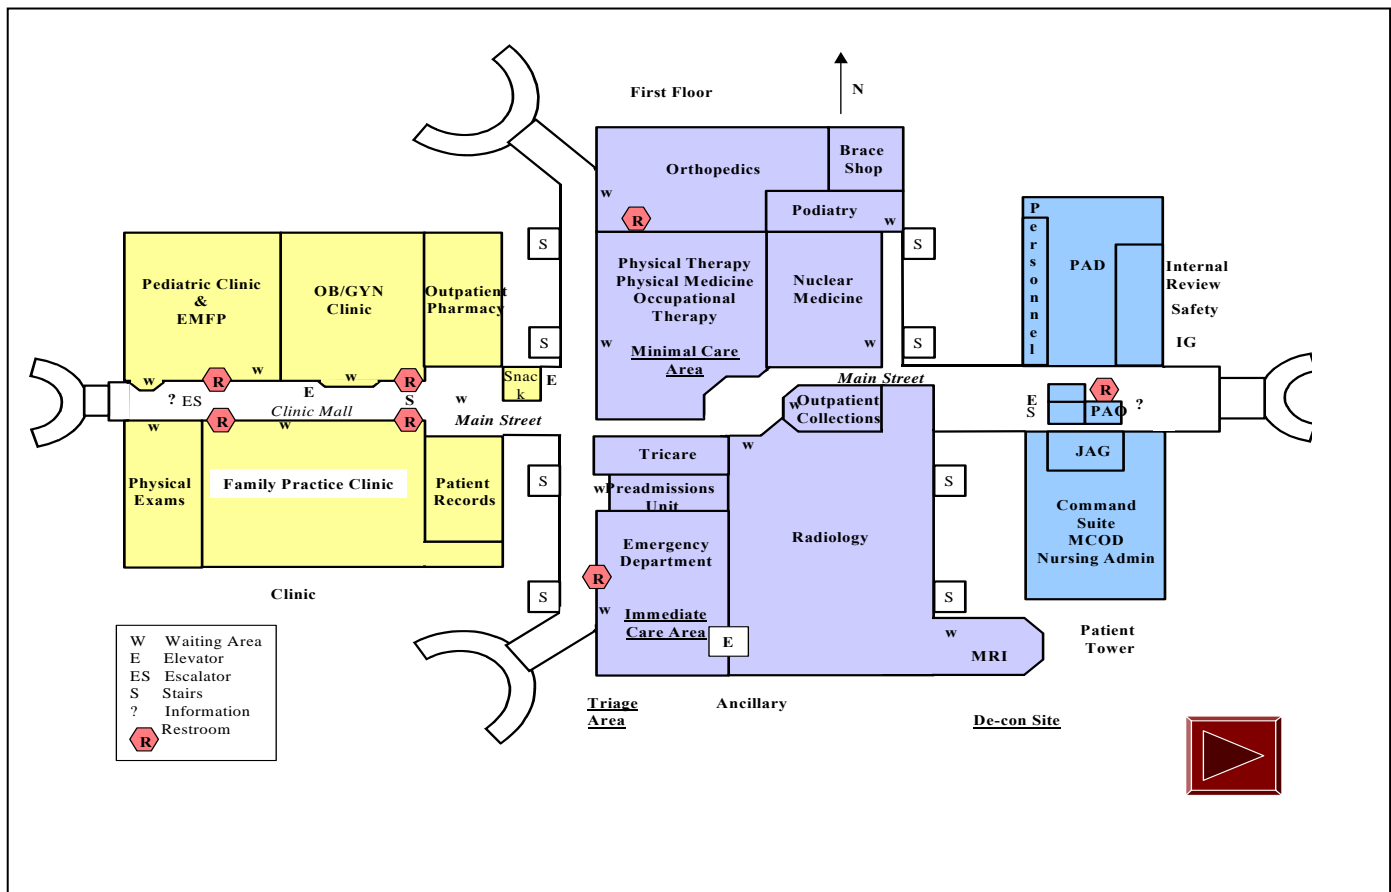 First Floor
N
Orthopedics
Brace
Shop
w
R
Podiatry
w
S
S
Physical Therapy
Physical Medicine
Occupational
Therapy
w
Minimal Care
Area
Nuclear
Medicine
w
S
S
Pediatric Clinic
&
EMFP
OB/GYN
Clinic
Outpatient
Pharmacy
w
R
w
w
R
Snac
k
E
? ES
E
S
Clinic Mall
w
Main Street
w
R
w
R
Physical
Exams
Family Practice Clinic
Patient
Records
Clinic
Main Street
w
Outpatient
Collections
w
Tricare
w
Preadmissions
Unit
Emergency
Department
R
w
Immediate
Care Area
E
Radiology
w
MRI
S
S
S
S
Personnel
PAD
Internal
Review
Safety
IG
E
S
R
PAO
?
JAG
Command
Suite
MCOD
Nursing Admin
Patient
Tower
Triage
Area
Ancillary
De-con Site
W Waiting Area
E Elevator
ES Escalator
S Stairs
? Information
R Restroom